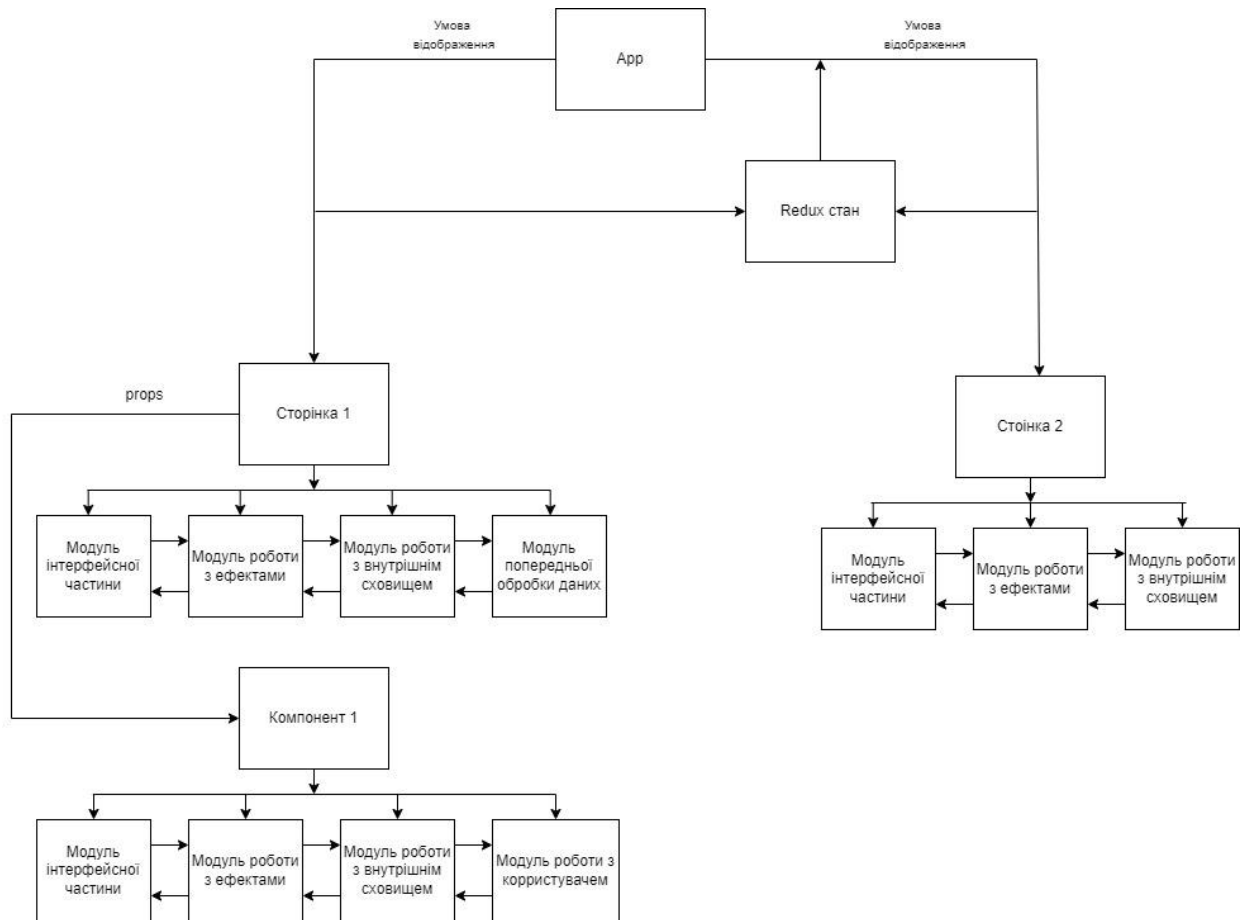 Умова
відображення
App
Умова
відображення
Redux стан
props
Сторінка 1
Стоінка 2
Модуль
інтерфейсної
частини
Модуль роботи
з ефектами
Модуль роботи
з внутрішнім
сховищем
Модуль
попередньої
обробки даних
Модуль
інтерфейсної
частини
Модуль роботи
з ефектами
Модуль роботи
з внутрішнім
сховищем
Компонент 1
Модуль
інтерфейсної
частини
Модуль роботи
з ефектами
Модуль роботи
з внутрішнім
сховищем
Модуль роботи з
корристувачем